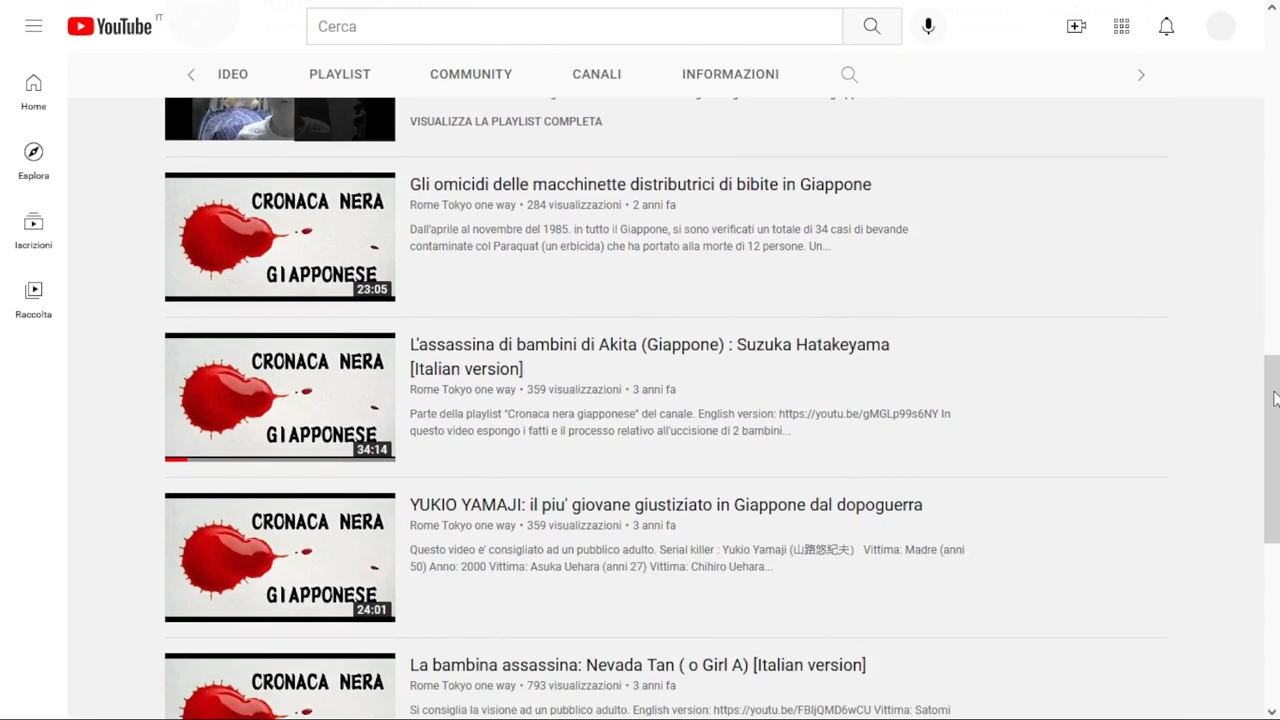 YouTube IT
Cerca
IDEO PLAYLIST COMMUNITY CANALI INFORMAZIONI
Home
Esplora
Iscrizioni
Raccolta
VISUALIZZA LA PLAYLIST COMPLETA
CRONACA NERA
GIAPPONESE
23:05
Gli omicidi delle macchinette distributrici di bibite in Giappone
Rome Tokyo one way • 284 visualizzazioni • 2 anni fa
Dall'aprile al novembre del 1985. in tutto il Giappone, si sono verificati un totale di 34 casi di bevande
contaminate col Paraquat (un erbicida) che ha portato alla morte di 12 persone. Un...
CRONACA NERA
GIAPPONESE
34:14
L'assassina di bambini di Akita (Giappone) : Suzuka Hatakeyama
[Italian version]
Rome Tokyo one way • 359 visualizzazioni • 3 anni fa
Parte della playlist "Cronaca nera giapponese" del canale. English version: https://youtu.be/gMGLp99s6NY In
questo video espongo i fatti e il processo relativo all'uccisione di 2 bambini...
CRONACA NERA
GIAPPONESE
24:01
YUKIO YAMAJI: il piu' giovane giustiziato in Giappone dal dopoguerra
Rome Tokyo one way • 359 visualizzazioni • 3 anni fa
Questo video e' consigliato ad un pubblico adulto. Serial killer : Yukio Yamaji (山路悠紀夫) Vittima: Madre (anni
50) Anno: 2000 Vittima: Asuka Uehara (anni 27) Vittima: Chihiro Uehara...
CRONACA NERA
La bambina assassina: Nevada Tan ( o Girl A) [Italian version]
Rome Tokyo one way • 793 visualizzazioni • 3 anni fa
Si consiglia la visione ad un pubblico adulto. English version: https://youtu.be/FBIjQMD6wCU Vittima: Satomi